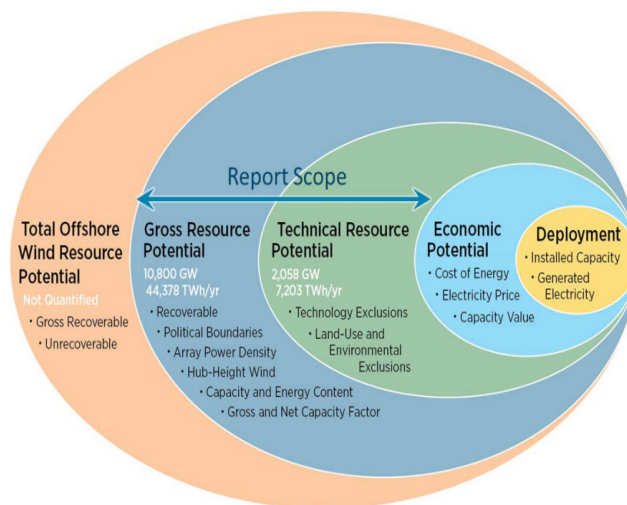 Report Scope
Total Offshore
Wind Resource
Potential
Not Quantified
· Gross Recoverable
· Unrecoverable
Gross Resource
Potential
10,800 GW
44,378 TWh/yr
· Recoverable
· Political Boundaries
· Array Power Density
· Hub-Height Wind
· Capacity and Energy Content
· Gross and Net Capacity Factor
Technical Resource
Potential
2,058 GW
7,203 TWh/yr
· Technology Exclusions
· Land-Use and
Environmental
Exclusions
Economic
Potential
· Cost of Energy
· Electricity Price
· Capacity Value
Deployment
· Installed Capacity
· Generated
Electricity